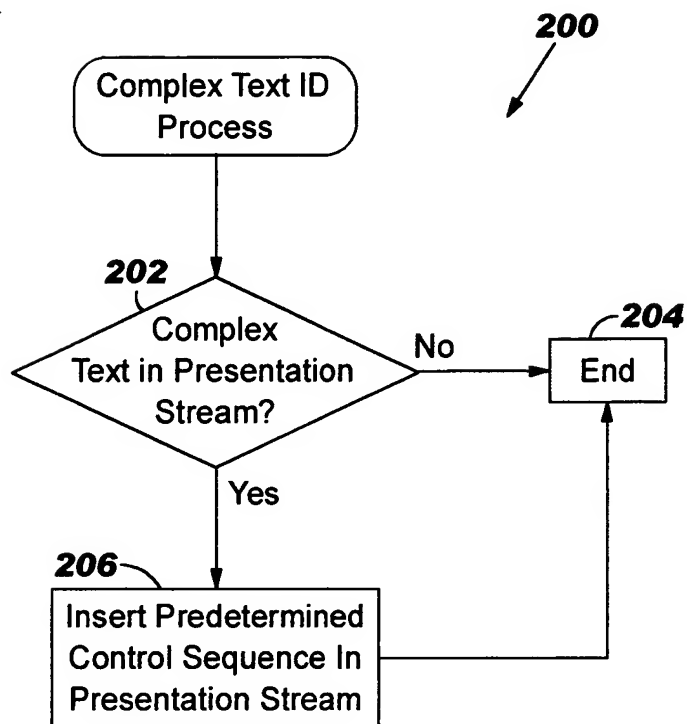 200
Complex Text ID
Process
202
Complex
Text in Presentation
Stream?
No
204
End
Yes
206
Insert Predetermined
Control Sequence In
Presentation Stream